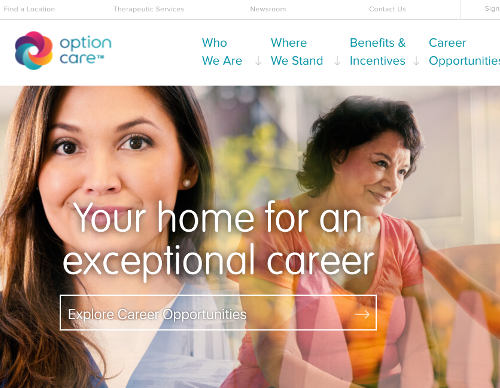 Find a Location Therapeutic Services Newsroom Contact Us Sign
option
care™
Who
We Are
Where
We Stand
Benefits &
Incentives
Career
Opportunities
Your home for an
exceptional career
Explore Career Opportunities